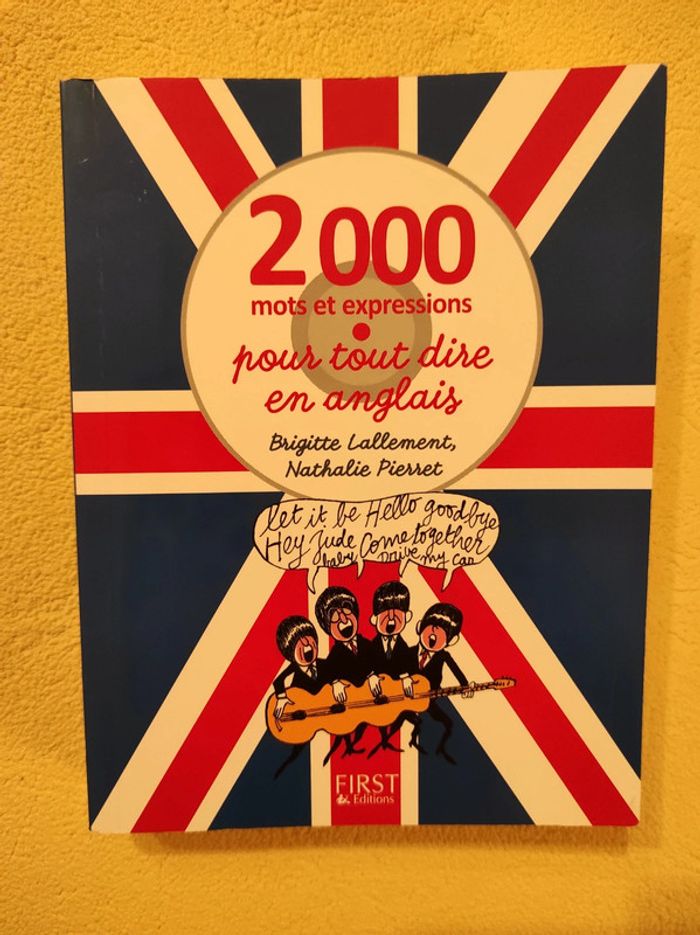 2 000
mots et expressions
pour tout dire
en anglais
Brigitte Lallement,
Nathalie Pierret
let it be Hello goodbye
Hey Jude Come together
baby Drive my car
FIRST
& Editions